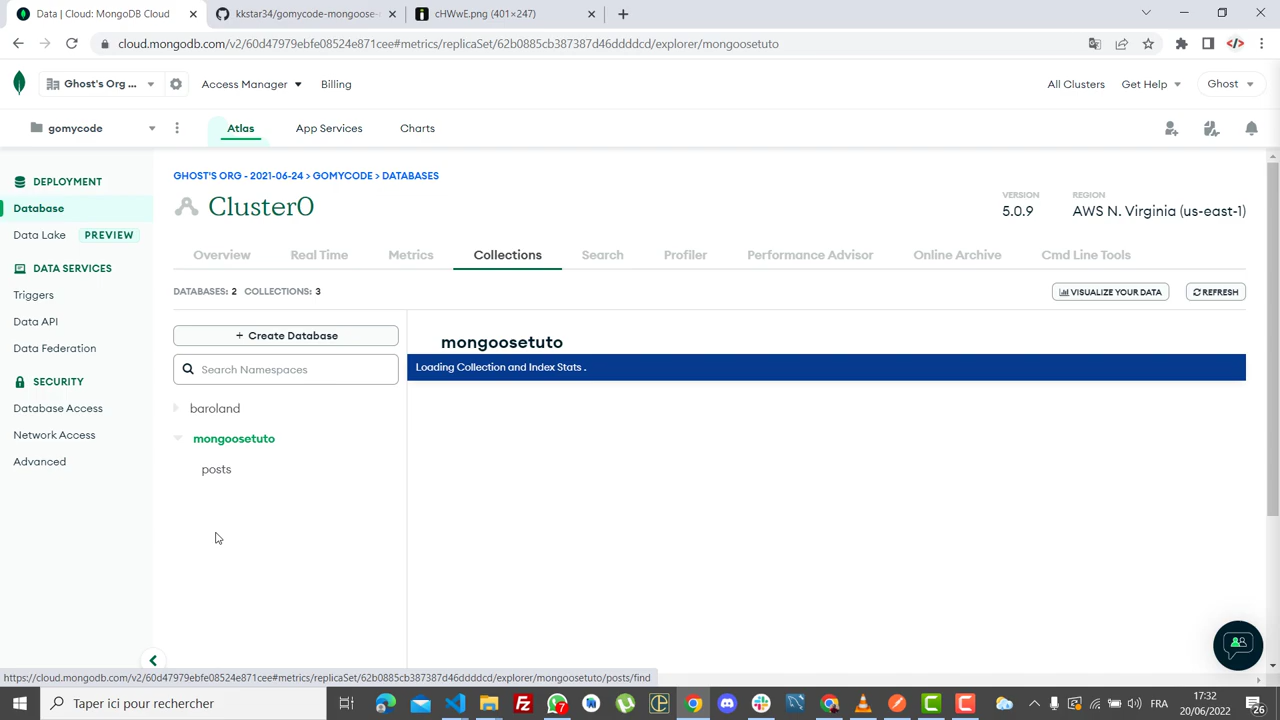 Data | Cloud: MongoDB Cloud
kkstar34/gomycode-mongoose-
cHWwE.png (401×247)
cloud.mongodb.com/v2/60d47979ebfe08524e871cee#metrics/replicaSet/62b0885cb387387d46ddddcd/explorer/mongoosetuto
Ghost's Org ...
Access Manager
Billing
All Clusters
Get Help
Ghost
gomycode
Atlas
App Services
Charts
DEPLOYMENT
Database
Data Lake PREVIEW
DATA SERVICES
Triggers
Data API
Data Federation
SECURITY
Database Access
Network Access
Advanced
GHOST'S ORG - 2021-06-24 > GOMYCODE > DATABASES
Cluster0
VERSION
5.0.9
REGION
AWS N. Virginia (us-east-1)
Overview
Real Time
Metrics
Collections
Search
Profiler
Performance Advisor
Online Archive
Cmd Line Tools
DATABASES: 2 COLLECTIONS: 3
VISUALIZE YOUR DATA
REFRESH
+ Create Database
Search Namespaces
baroland
mongoosetuto
posts
mongoosetuto
Loading Collection and Index Stats .
https://cloud.mongodb.com/v2/60d47979ebfe08524e871cee#metrics/replicaSet/62b0885cb387387d46ddddcd/explorer/mongoosetuto/posts/find
Taper ici pour rechercher
FRA
17:32
20/06/2022
26